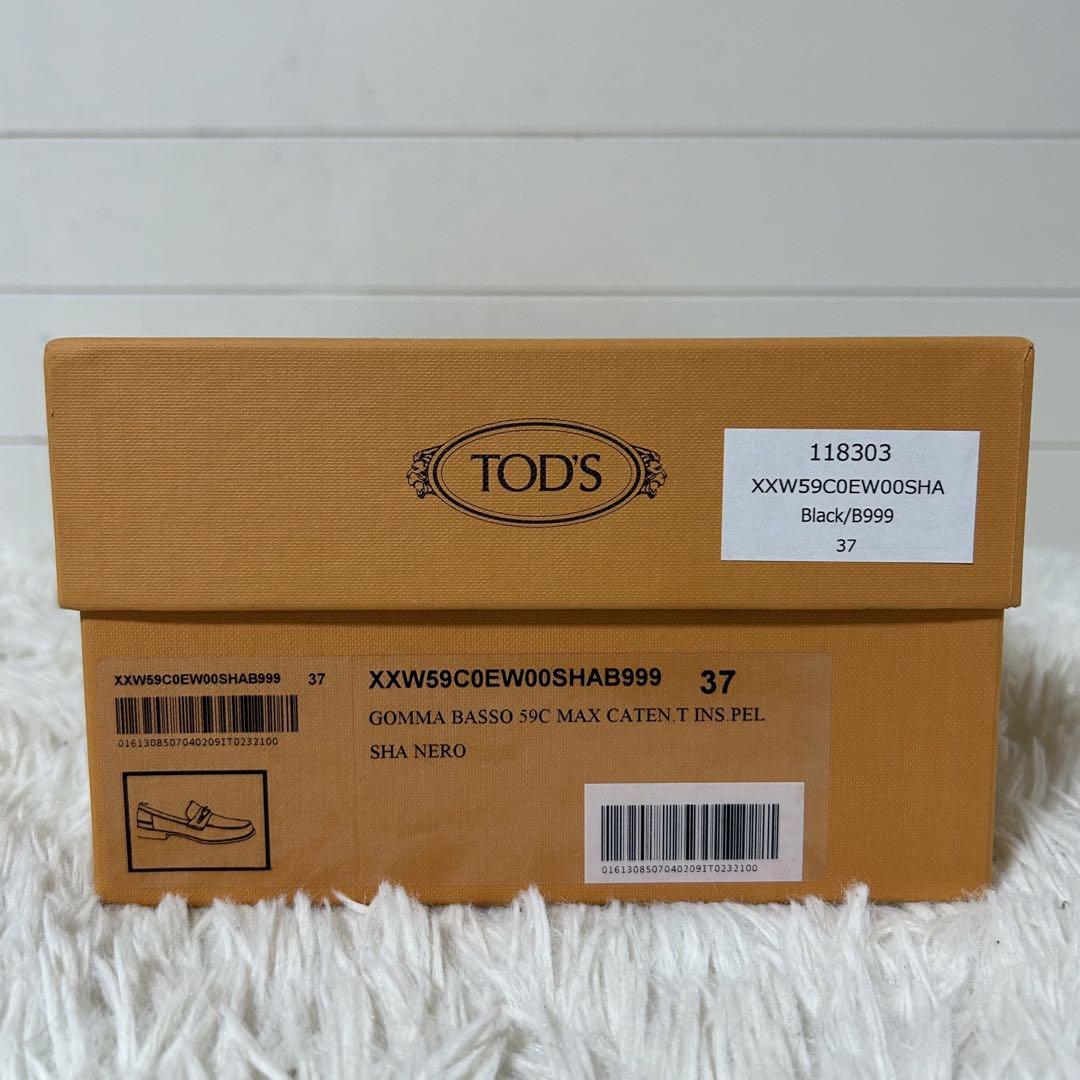 TOD'S
118303
XXW59C0EW00SHA
Black/B999
37
XXW59C0EW00SHAB999 37
0161308507040209IT0232100
XXW59C0EW00SHAB999 37
GOMMA BASSO 59C MAX CATEN.T INS.PEL
SHA NERO
0161308507040209IT0232100